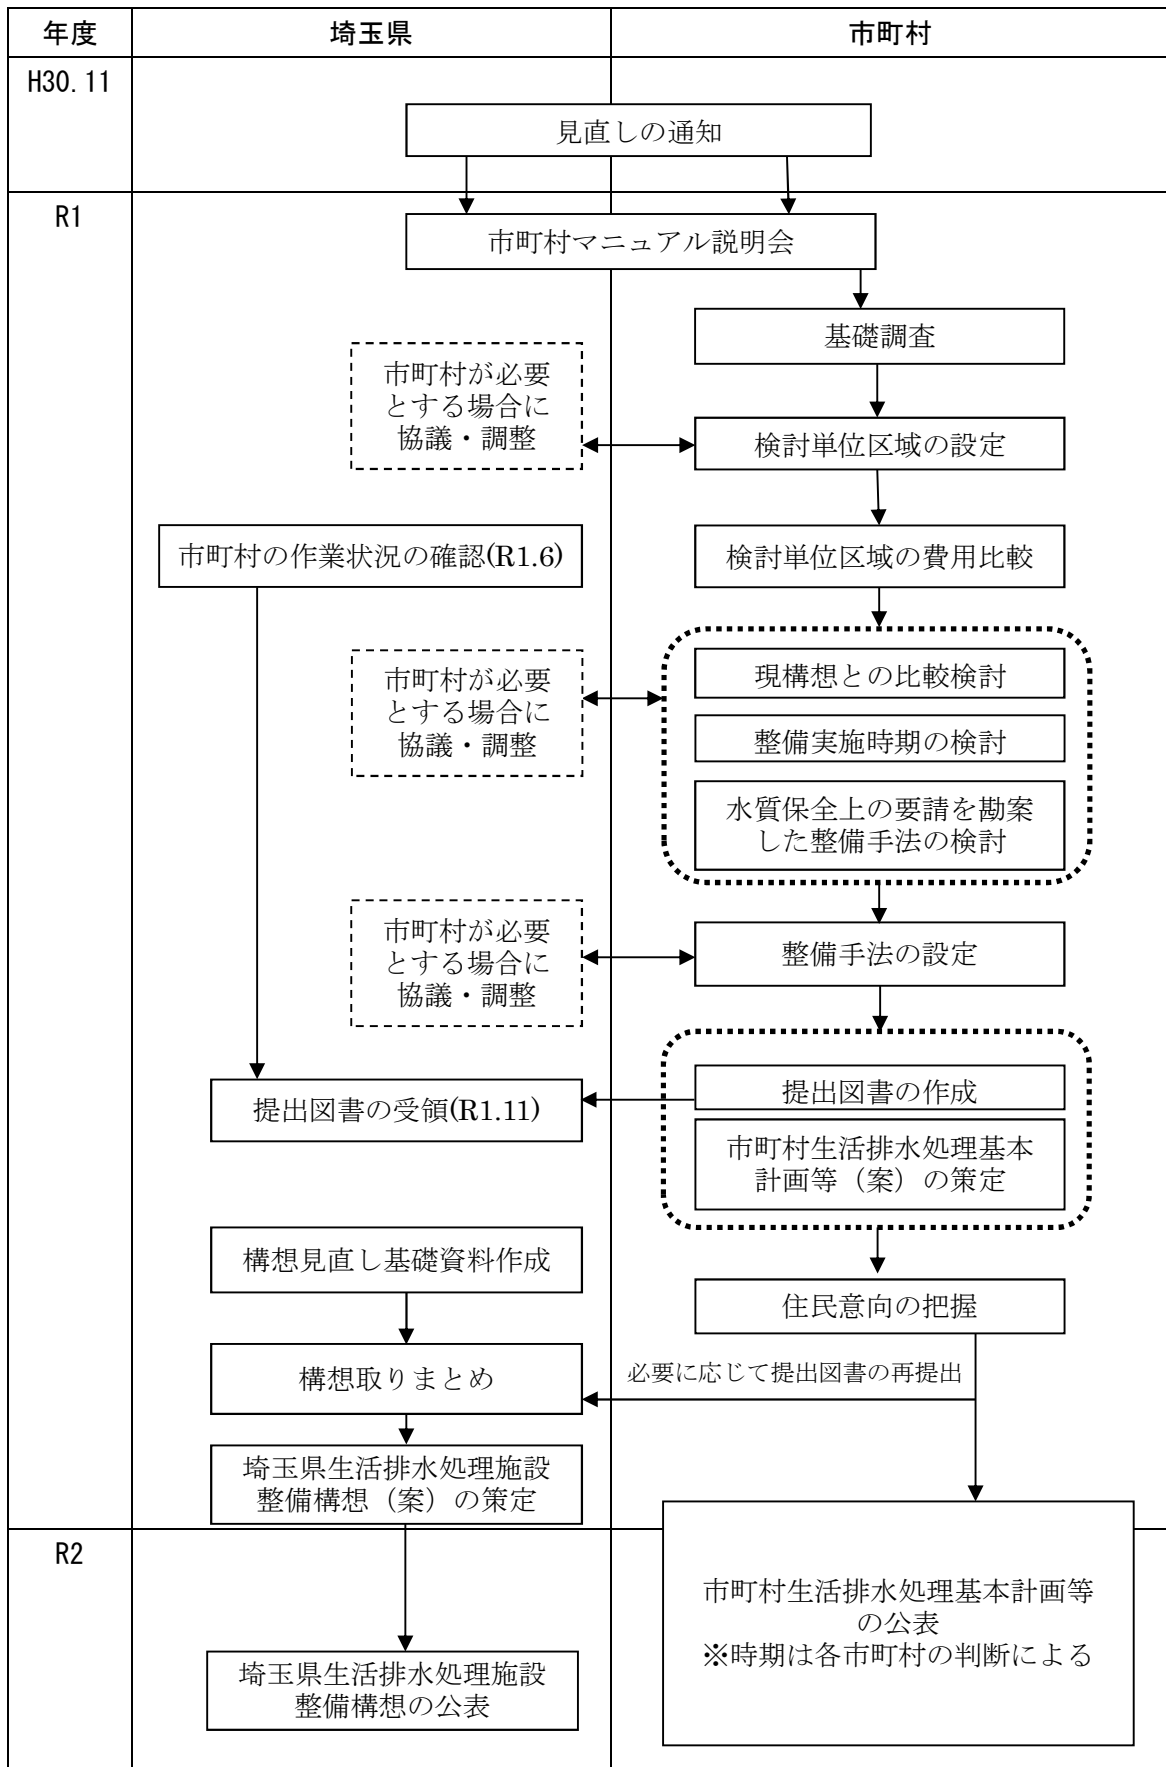 年度
埼玉県
市町村
H30.11
見直しの通知
R1
市町村マニュアル説明会
基礎調査
市町村が必要
とする場合に
協議・調整
検討単位区域の設定
市町村の作業状況の確認(R1.6)
検討単位区域の費用比較
市町村が必要
とする場合に
協議・調整
現構想との比較検討
整備実施時期の検討
水質保全上の要請を勘案
した整備手法の検討
市町村が必要
とする場合に
協議・調整
整備手法の設定
提出図書の受領(R1.11)
提出図書の作成
市町村生活排水処理基本
計画等（案）の策定
構想見直し基礎資料作成
住民意向の把握
構想取りまとめ
必要に応じて提出図書の再提出
埼玉県生活排水処理施設
整備構想（案）の策定
R2
市町村生活排水処理基本計画等
の公表
※時期は各市町村の判断による
埼玉県生活排水処理施設
整備構想の公表